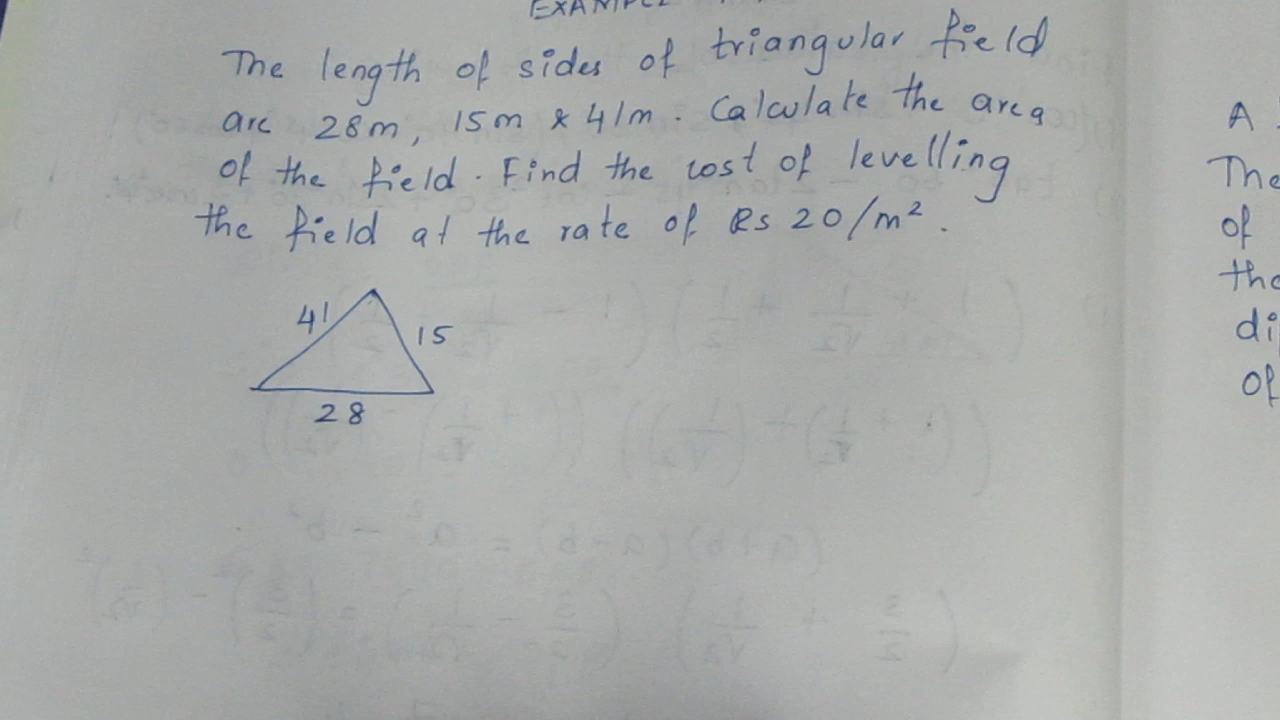 EXAMPLE
The length of sides of triangular field
are 28m, 15m & 41m. Calculate the area
of the field. Find the cost of levelling
the field at the rate of Rs 20/m².
41
15
28
A
The
of
the
di
of